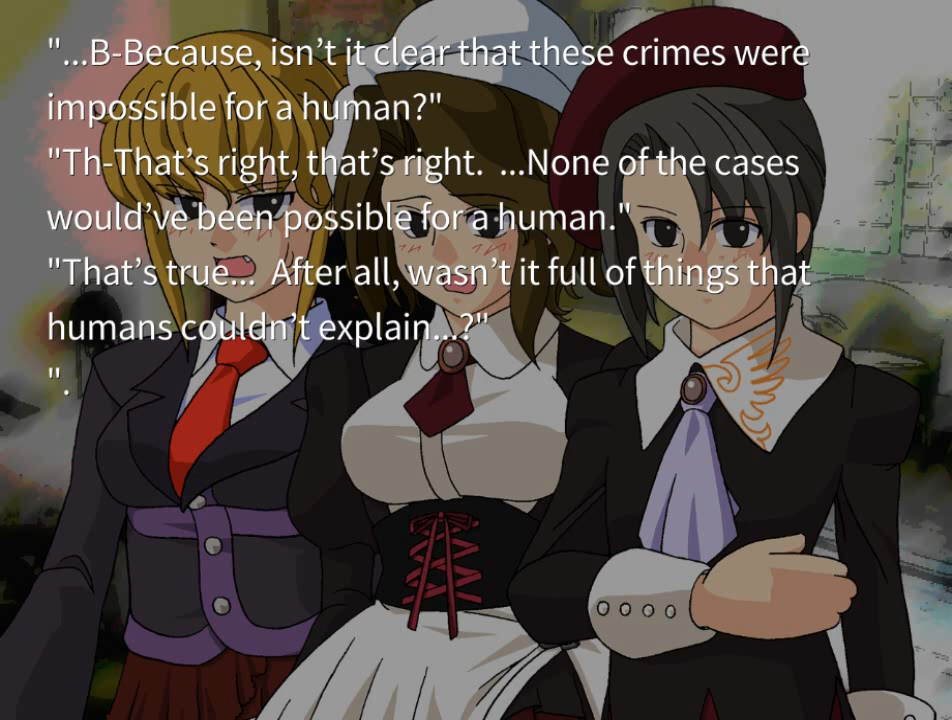 "...B-Because, isn’t it clear that these crimes were
impossible for a human?"
"Th-That’s right, that’s right.  ...None of the cases
would’ve been possible for a human."
"That’s true...  After all, wasn’t it full of things that
humans couldn’t explain...?"
".